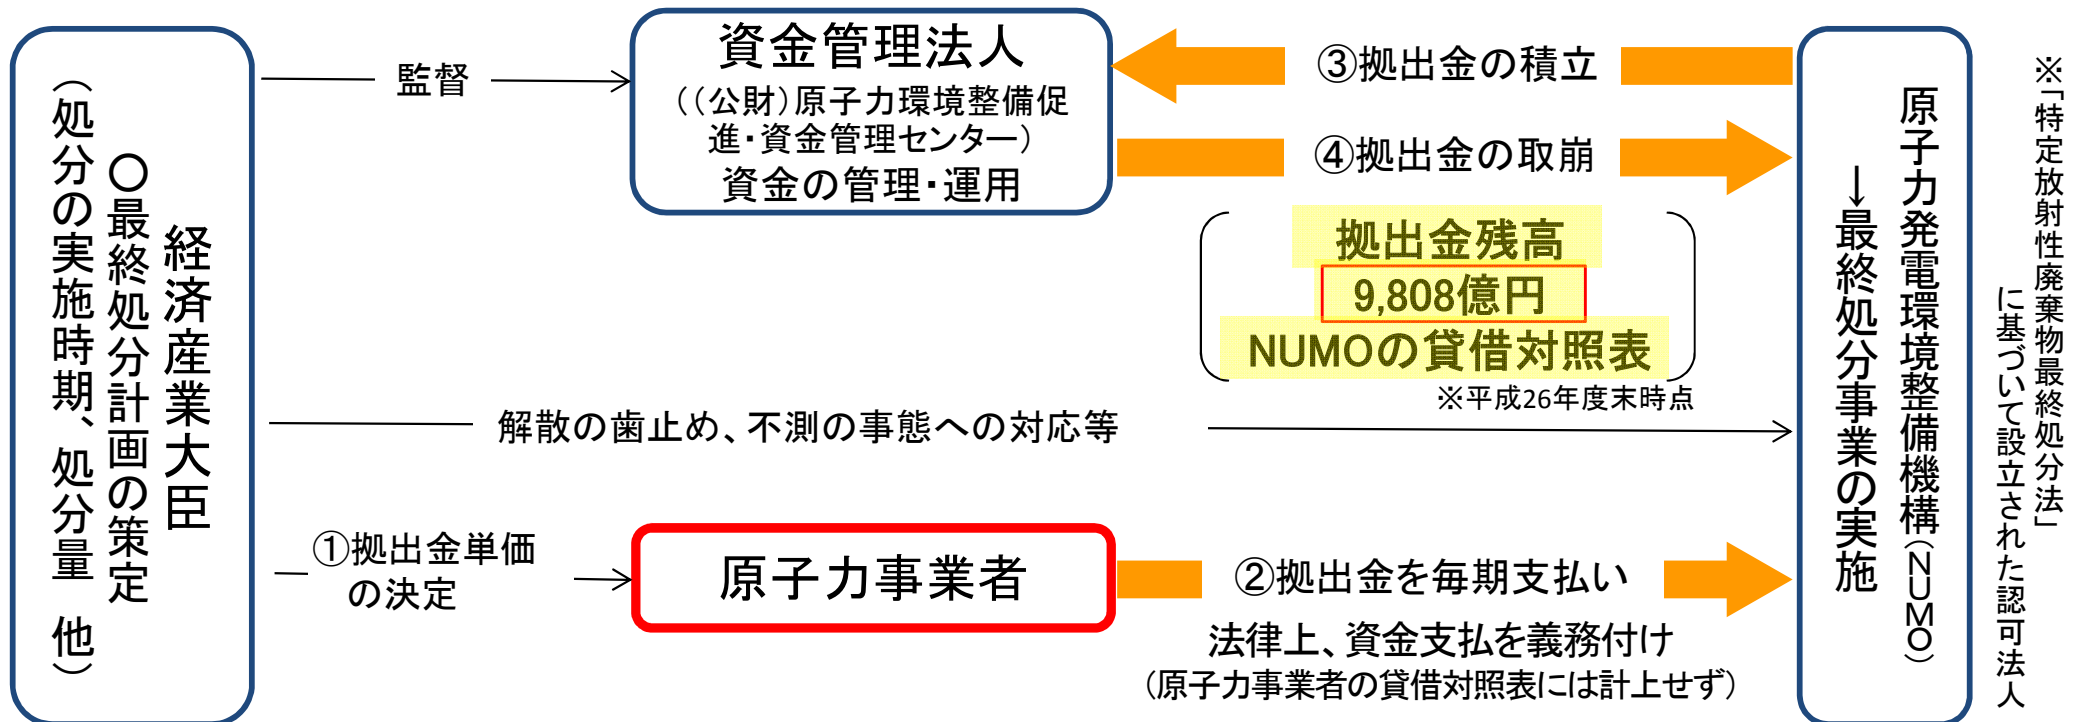 経済産業大臣
〇最終処分計画の策定
（処分の実施時期、処分量 他）
監督
資金管理法人
（（公財）原子力環境整備促
進・資金管理センター）
資金の管理・運用
③拠出金の積立
④拠出金の取崩
拠出金残高
9,808億円
NUMOの貸借対照表
※平成26年度末時点
解散の歯止め、不測の事態への対応等
①拠出金単価
の決定
原子力事業者
②拠出金を毎期支払い
法律上、資金支払を義務付け
（原子力事業者の貸借対照表には計上せず）
原子力発電環境整備機構（ＮＵＭＯ）
→最終処分事業の実施
※「特定放射性廃棄物最終処分法」
に基づいて設立された認可法人